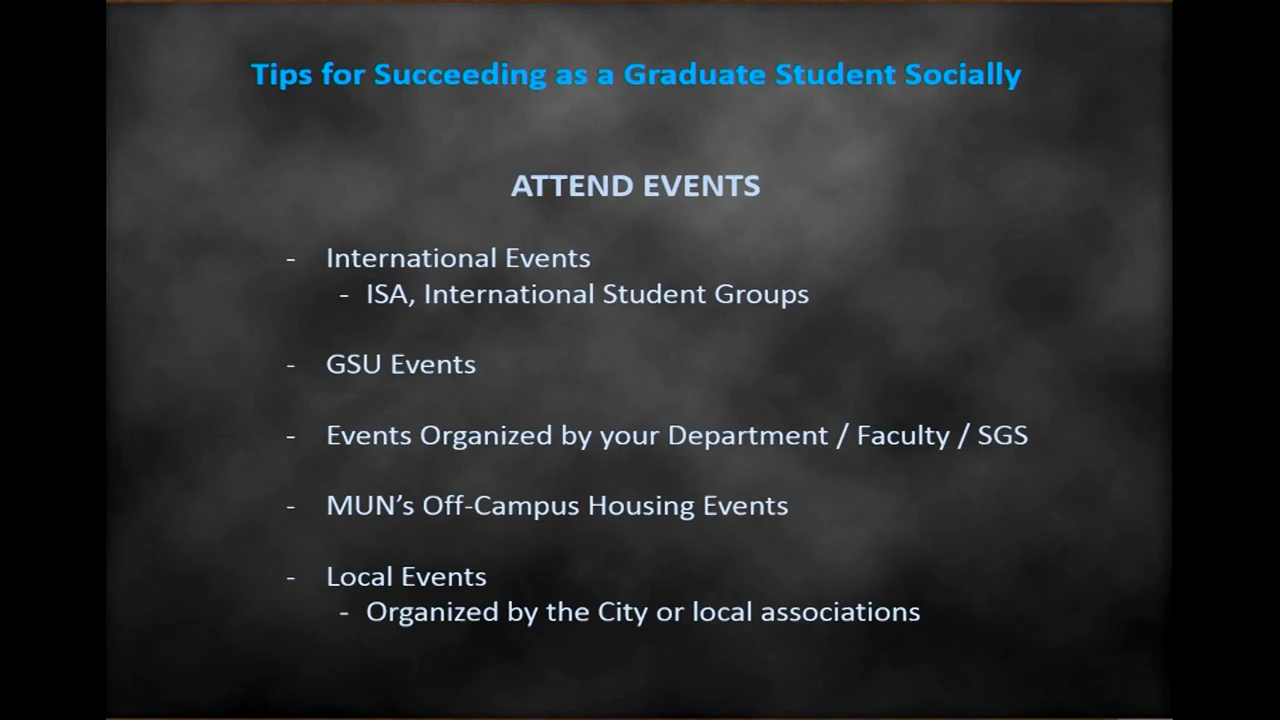 Tips for Succeeding as a Graduate Student Socially
ATTEND EVENTS
- International Events
- ISA, International Student Groups
- GSU Events
- Events Organized by your Department / Faculty / SGS
- MUN's Off-Campus Housing Events
- Local Events
- Organized by the City or local associations